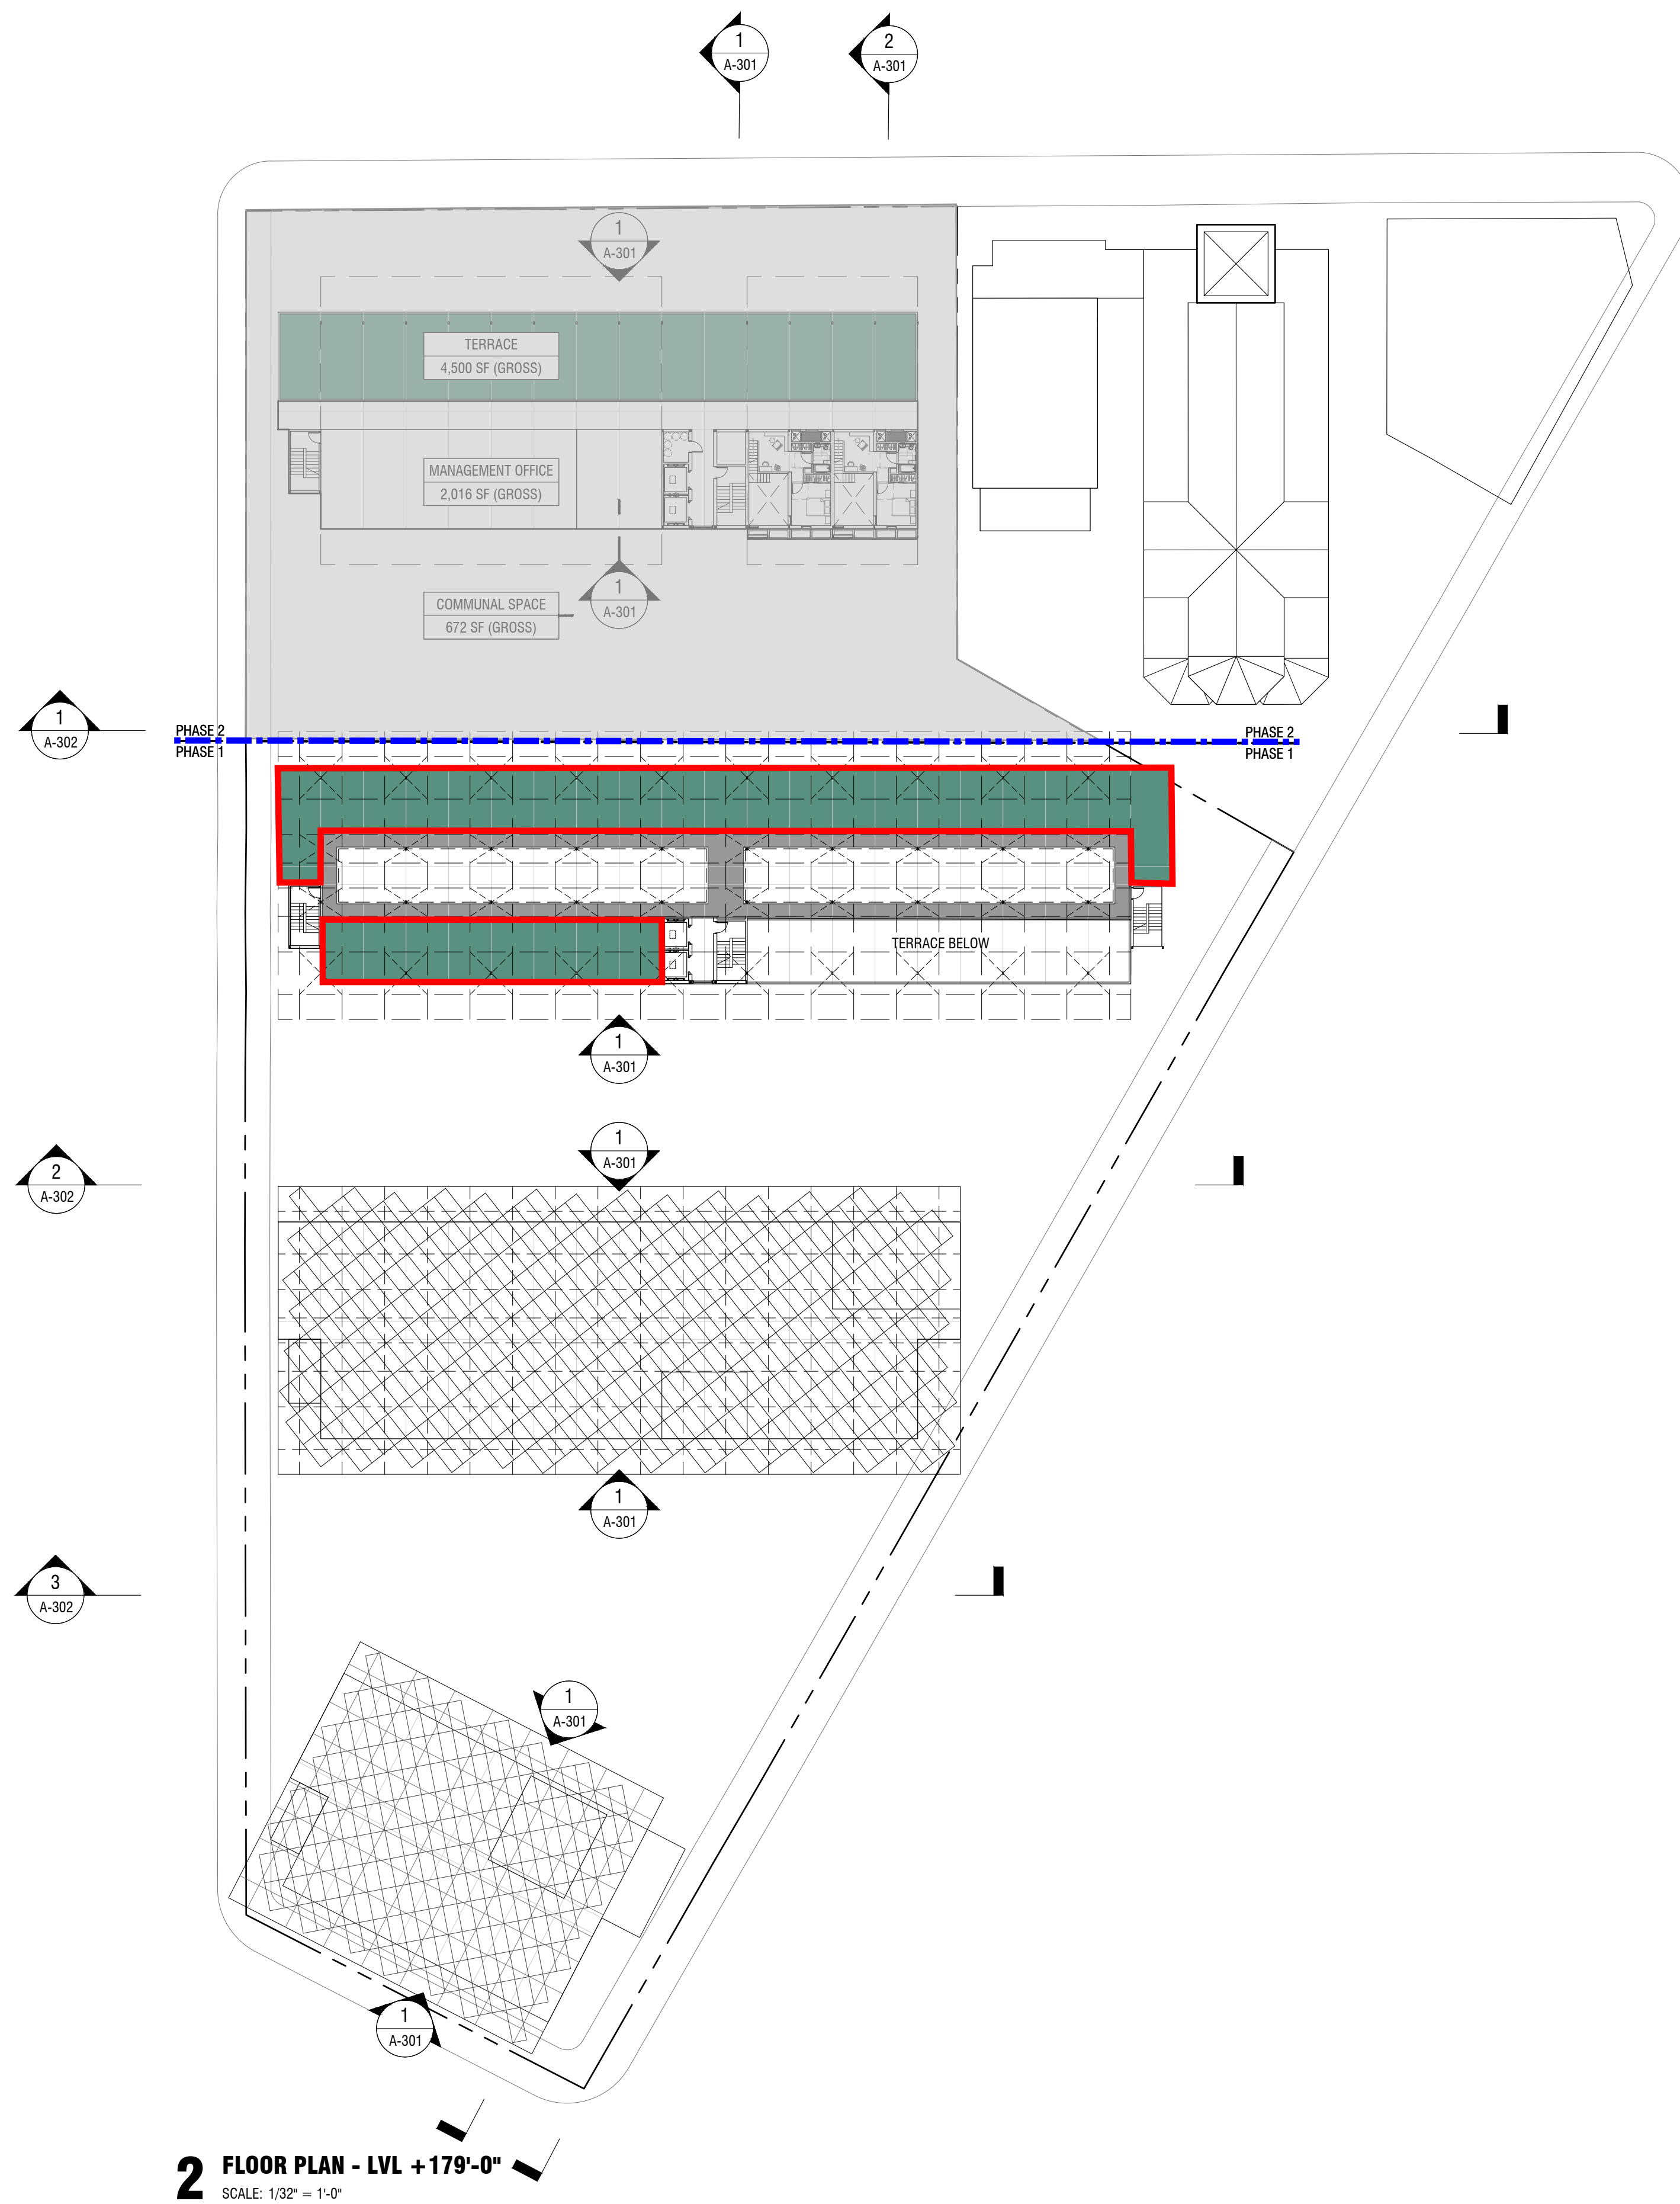 1
A-301
2
A-301
1
A-301
TERRACE
4,500 SF (GROSS)
MANAGEMENT OFFICE
2,016 SF (GROSS)
1
A-301
COMMUNAL SPACE
672 SF (GROSS)
1
A-302
PHASE 2
PHASE 1
PHASE 2
PHASE 1
TERRACE BELOW
1
A-301
1
A-301
2
A-302
1
A-301
3
A-302
1
A-301
1
A-301
2 FLOOR PLAN - LVL +179'-0"
SCALE: 1/32" = 1'-0"